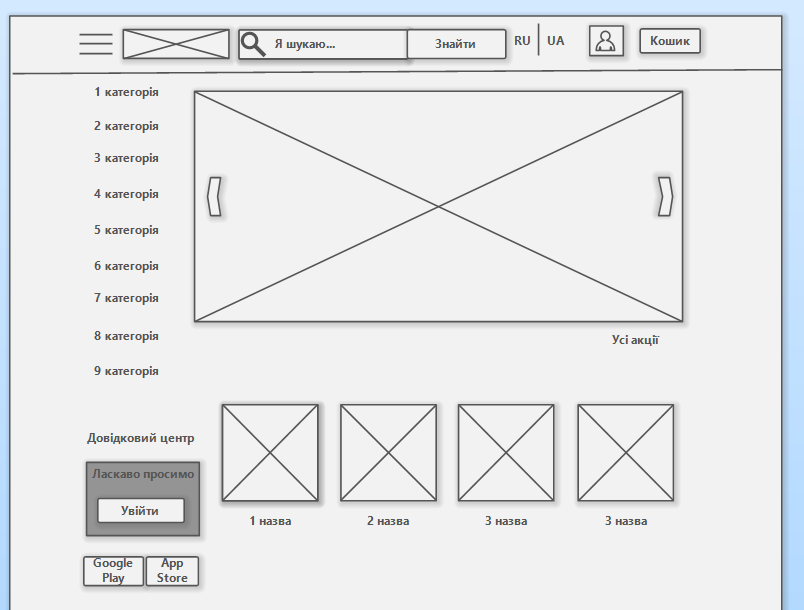 Я шукаю...
Знайти
RU
UA
Кошик
1 категорія
2 категорія
3 категорія
4 категорія
5 категорія
6 категорія
7 категорія
8 категорія
9 категорія
Усі акції
Довідковий центр
Ласкаво просимо
Увійти
Google
Play
App
Store
1 назва
2 назва
3 назва
3 назва